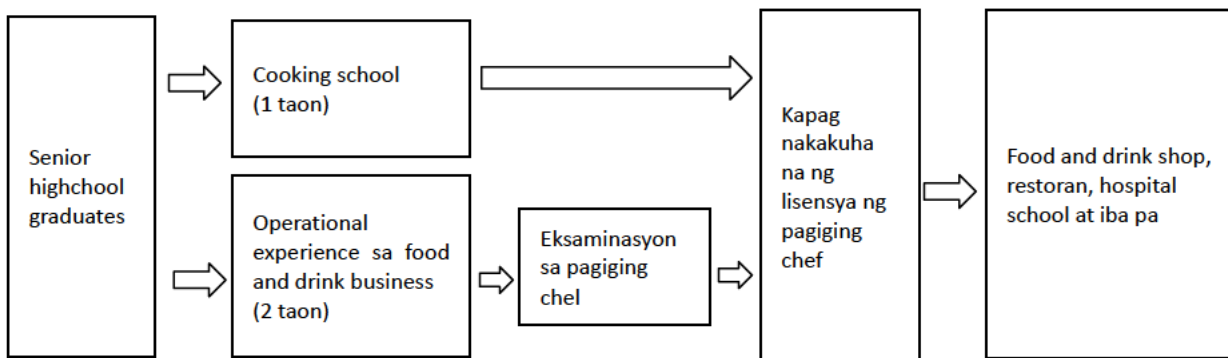 Senior
highchool
graduates
Cooking school
(1 taon)
Operational
experience sa food
and drink business
(2 taon)
Eksaminasyon
sa pagiging
chel
Kapag
nakakuha
na ng
lisensya ng
pagiging
chef
Food and drink shop,
restoran, hospital
school at iba pa